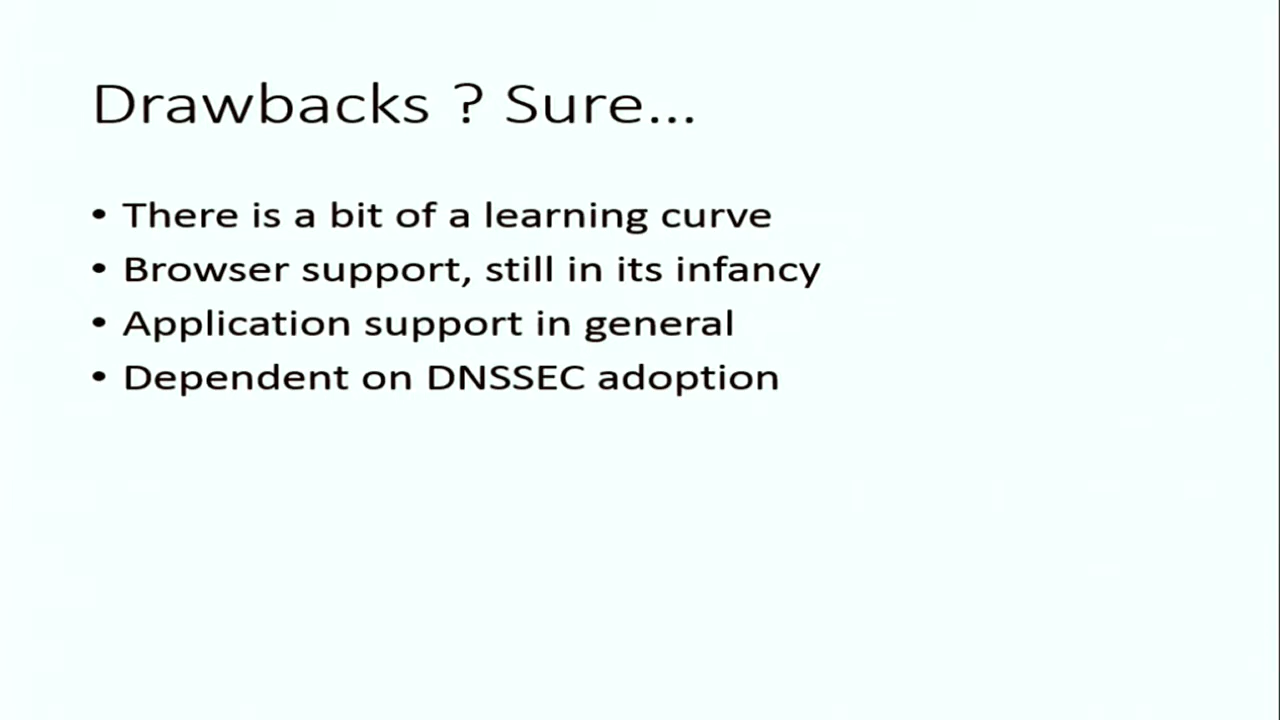 Drawbacks ? Sure...
• There is a bit of a learning curve
• Browser support, still in its infancy
• Application support in general
• Dependent on DNSSEC adoption